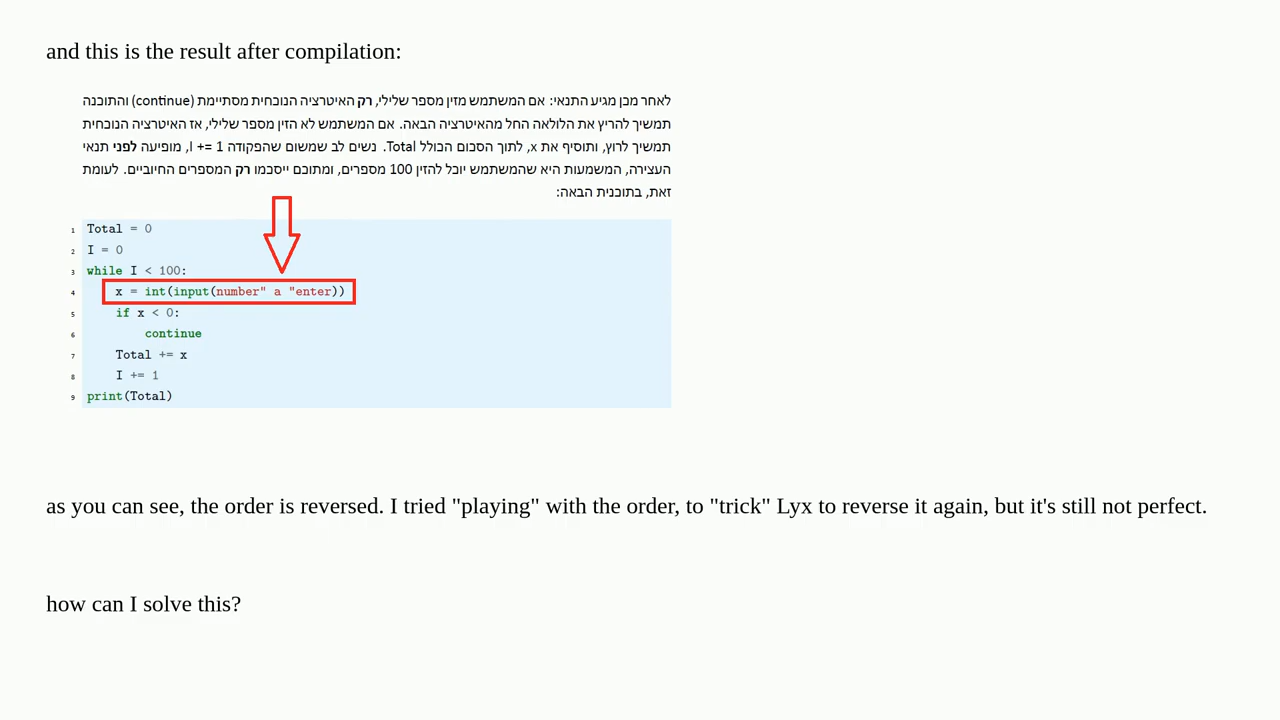 and this is the result after compilation:
לאחר מכן מגיע התנאי: אם המשתמש מזין מספר שלילי, רק האיטרציה הנוכחית מסתיימת (continue) והתוכנה
תמשיך להריץ את הלולאה החל מהאיטרציה הבאה. אם המשתמש לא הזין מספר שלילי, אז האיטרציה הנוכחית
תמשיך לרוץ, ותוסיף את x, לתוך הסכום הכולל Total. נשים לב שמשום שהפקודה I += 1, מופיעה לפני תנאי
העצירה, המשמעות היא שהמשתמש יוכל להזין 100 מספרים, ומתוכם ייסכמו רק המספרים החיוביים. לעומת
זאת, בתוכנית הבאה:
1 Total = 0
2 I = 0
3 while I < 100:
4 x = int(input(number" a "enter))
5 if x < 0:
6 continue
7 Total += x
8 I += 1
9 print(Total)
as you can see, the order is reversed. I tried "playing" with the order, to "trick" Lyx to reverse it again, but it's still not perfect.
how can I solve this?